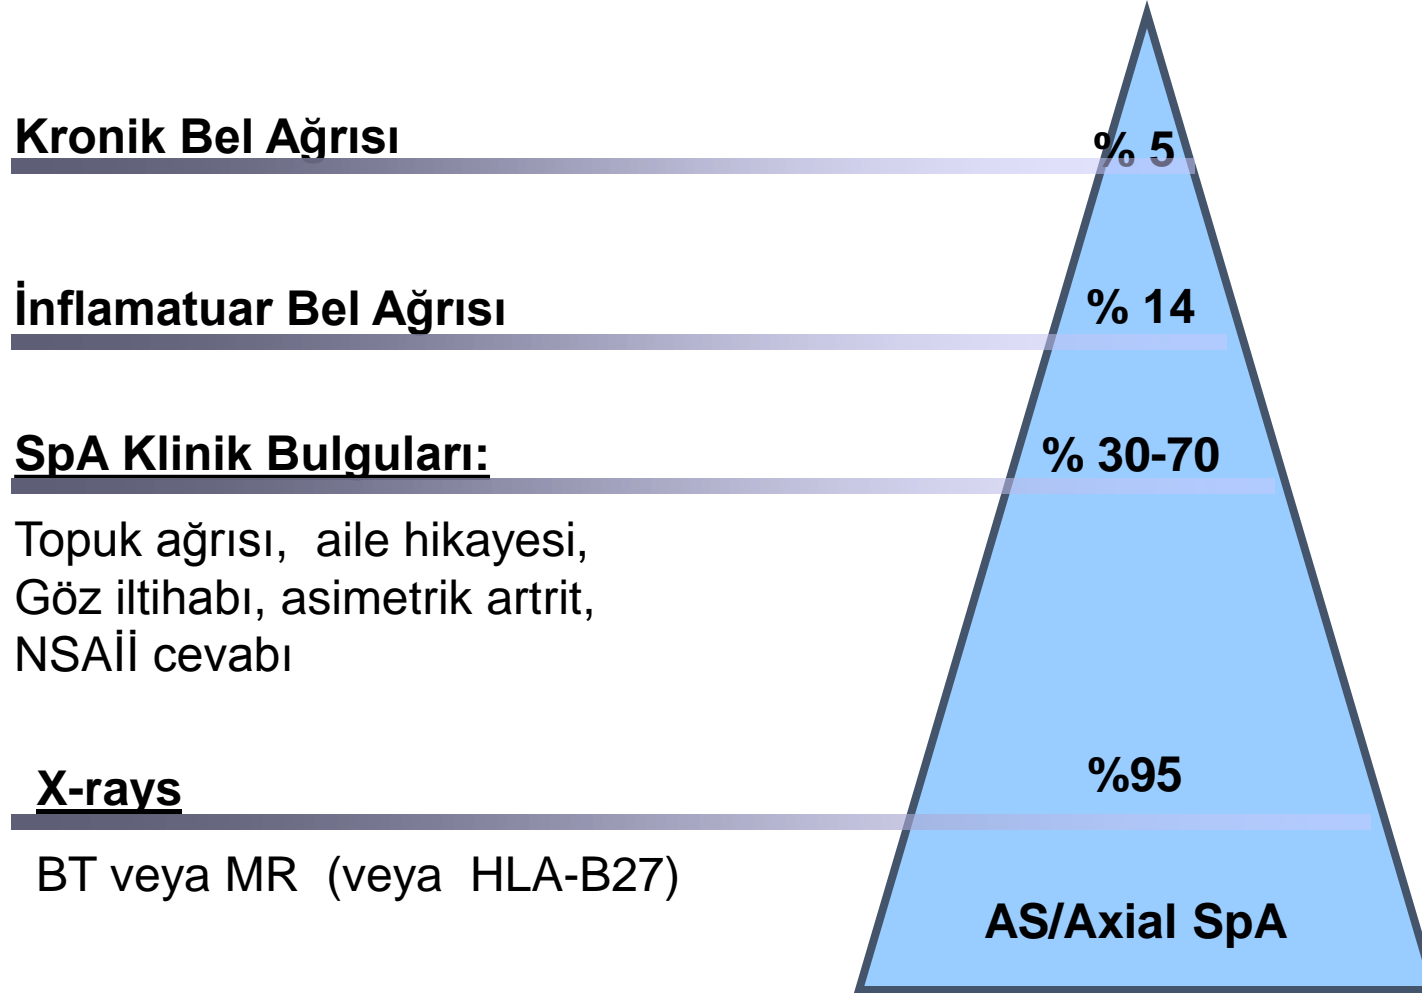 Kronik Bel Ağrısı
% 5
İnflamatuar Bel Ağrısı
% 14
SpA Klinik Bulguları:
% 30-70
Topuk ağrısı, aile hikayesi,
Göz iltihabı, asimetrik artrit,
NSAİİ cevabı
X-rays
%95
BT veya MR (veya HLA-B27)
AS/Axial SpA